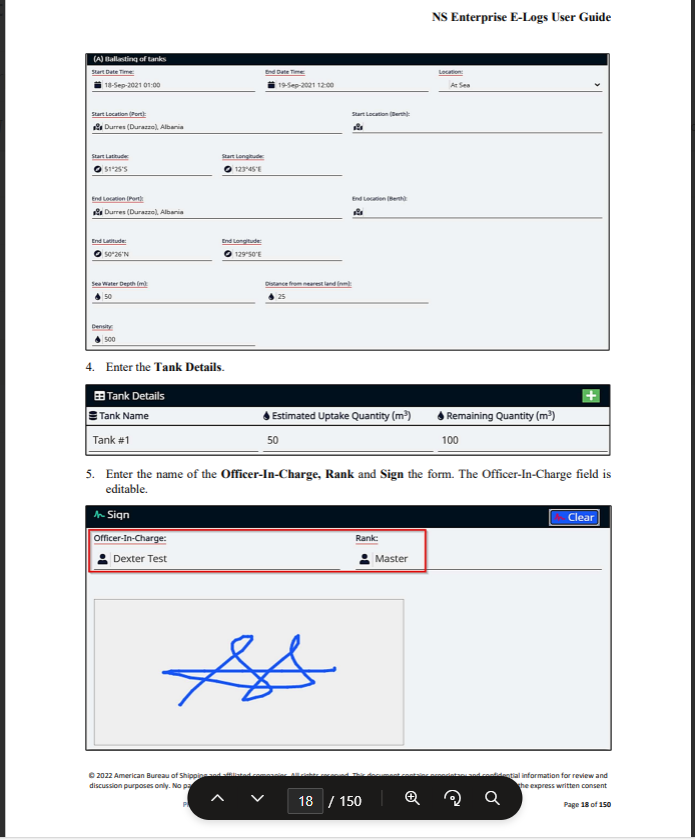 NS Enterprise E-Logs User Guide
(A) Ballasting of tanks
Start Date Time: End Date Time: Location:
18-Sep-2021 01:00 19-Sep-2021 12:00 At Sea
Start Location (Port): Start Location (Berth):
Durres (Durazzo), Albania
Start Latitude: Start Longitude:
51°25'S 123°45'E
End Location (Port): End Location (Berth):
Durres (Durazzo), Albania
End Latitude: End Longitude:
50°26'N 129°50'E
Sea Water Depth (m): Distance from nearest land (nm):
50 25
Density:
500
4. Enter the Tank Details.
Tank Details
Tank Name Estimated Uptake Quantity (m³) Remaining Quantity (m³)
Tank #1 50 100
5. Enter the name of the Officer-In-Charge, Rank and Sign the form. The Officer-In-Charge field is
editable.
Sign Clear
Officer-In-Charge: Rank:
Dexter Test Master
© 2022 American Bureau of Shipping and affiliated companies. All rights reserved. This document contains proprietary and confidential information for review and
discussion purposes only. No pa the express written consent
Page 18 of 150
18 / 150